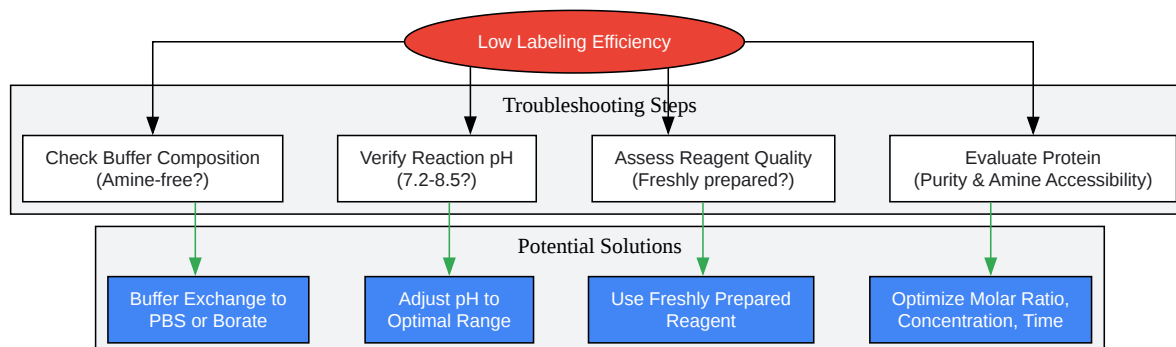 Low Labeling Efficiency
Troubleshooting Steps
Check Buffer Composition
(Amine-free?)
Verify Reaction pH
(7.2-8.5?)
Assess Reagent Quality
(Freshly prepared?)
Evaluate Protein
(Purity & Amine Accessibility)
Potential Solutions
Buffer Exchange to
PBS or Borate
Adjust pH to
Optimal Range
Use Freshly Prepared
Reagent
Optimize Molar Ratio,
Concentration, Time